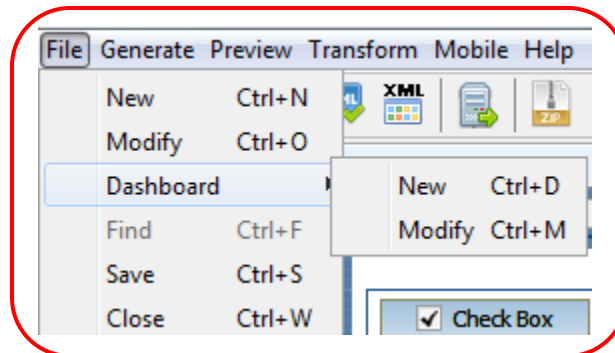 File Generate Preview Transform Mobile Help
New Ctrl+N
XML
ZIP
Modify Ctrl+O
Dashboard
New Ctrl+D
Find Ctrl+F
Modify Ctrl+M
Save Ctrl+S
Close Ctrl+W
Check Box